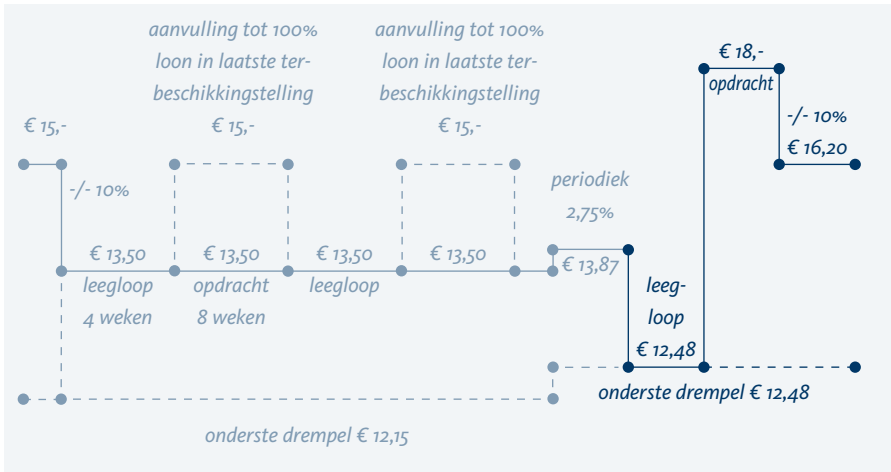 aanvulling tot 100%
loon in laatste ter-
beschikkingstelling
€ 15,-
aanvulling tot 100%
loon in laatste ter-
beschikkingstelling
€ 15,-
€ 15,-
-/- 10%
€ 13,50
leegloop
4 weken
€ 13,50
opdracht
8 weken
€ 13,50
leegloop
€ 13,50
periodiek
2,75%
€ 13,87
leeg-
loop
€ 12,48
€ 18,-
opdracht
-/- 10%
€ 16,20
onderste drempel € 12,48
onderste drempel € 12,15